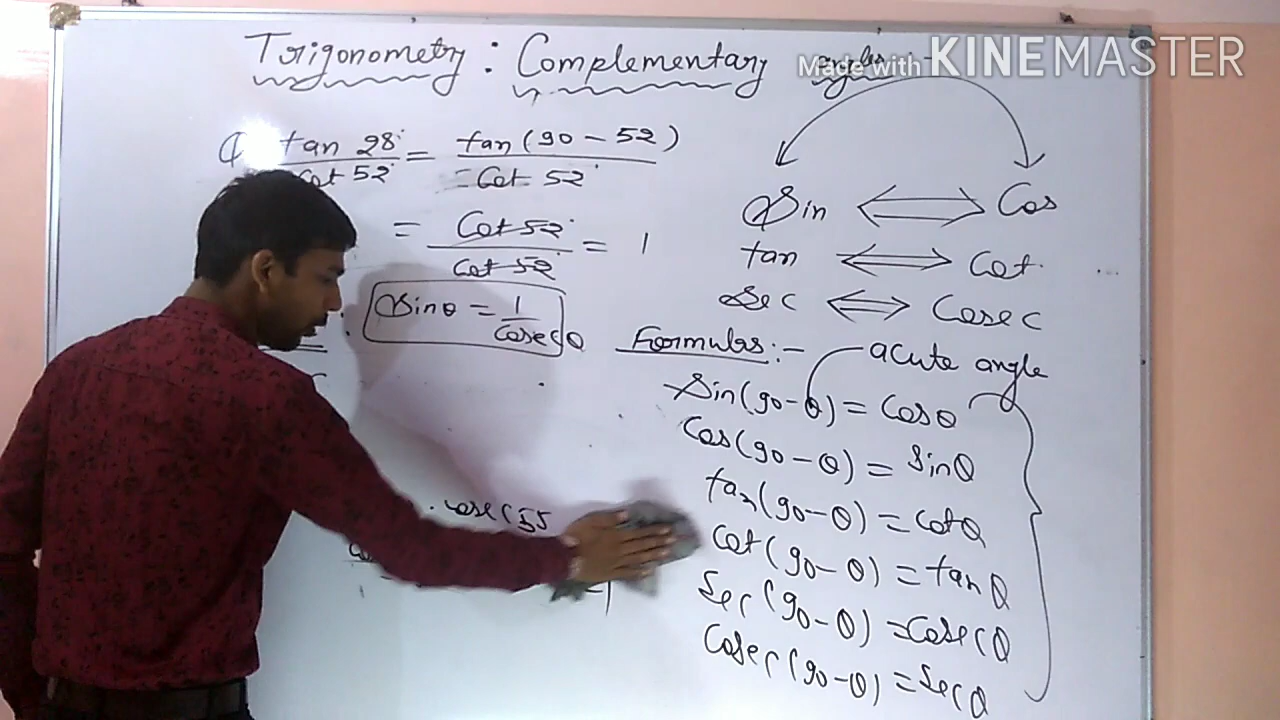 Trigonometry : Complementary angles :-
Made with KINEMASTER
Q tan 28° / Cot 52° = tan(90 - 52) / = Cot 52°
= Cot 52° / Cot 52° = 1
Sinθ = 1 / Cosecθ
. Cosec 55
Sin ⟺ Cos
tan ⟺ Cot
Sec ⟺ Cosec
Formulas :-
acute angle
Sin(90-θ) = Cosθ
Cos(90-θ) = Sinθ
tan(90-θ) = Cotθ
Cot(90-θ) = tanθ
Sec(90-θ) = Cosecθ
Cosec(90-θ) = Secθ